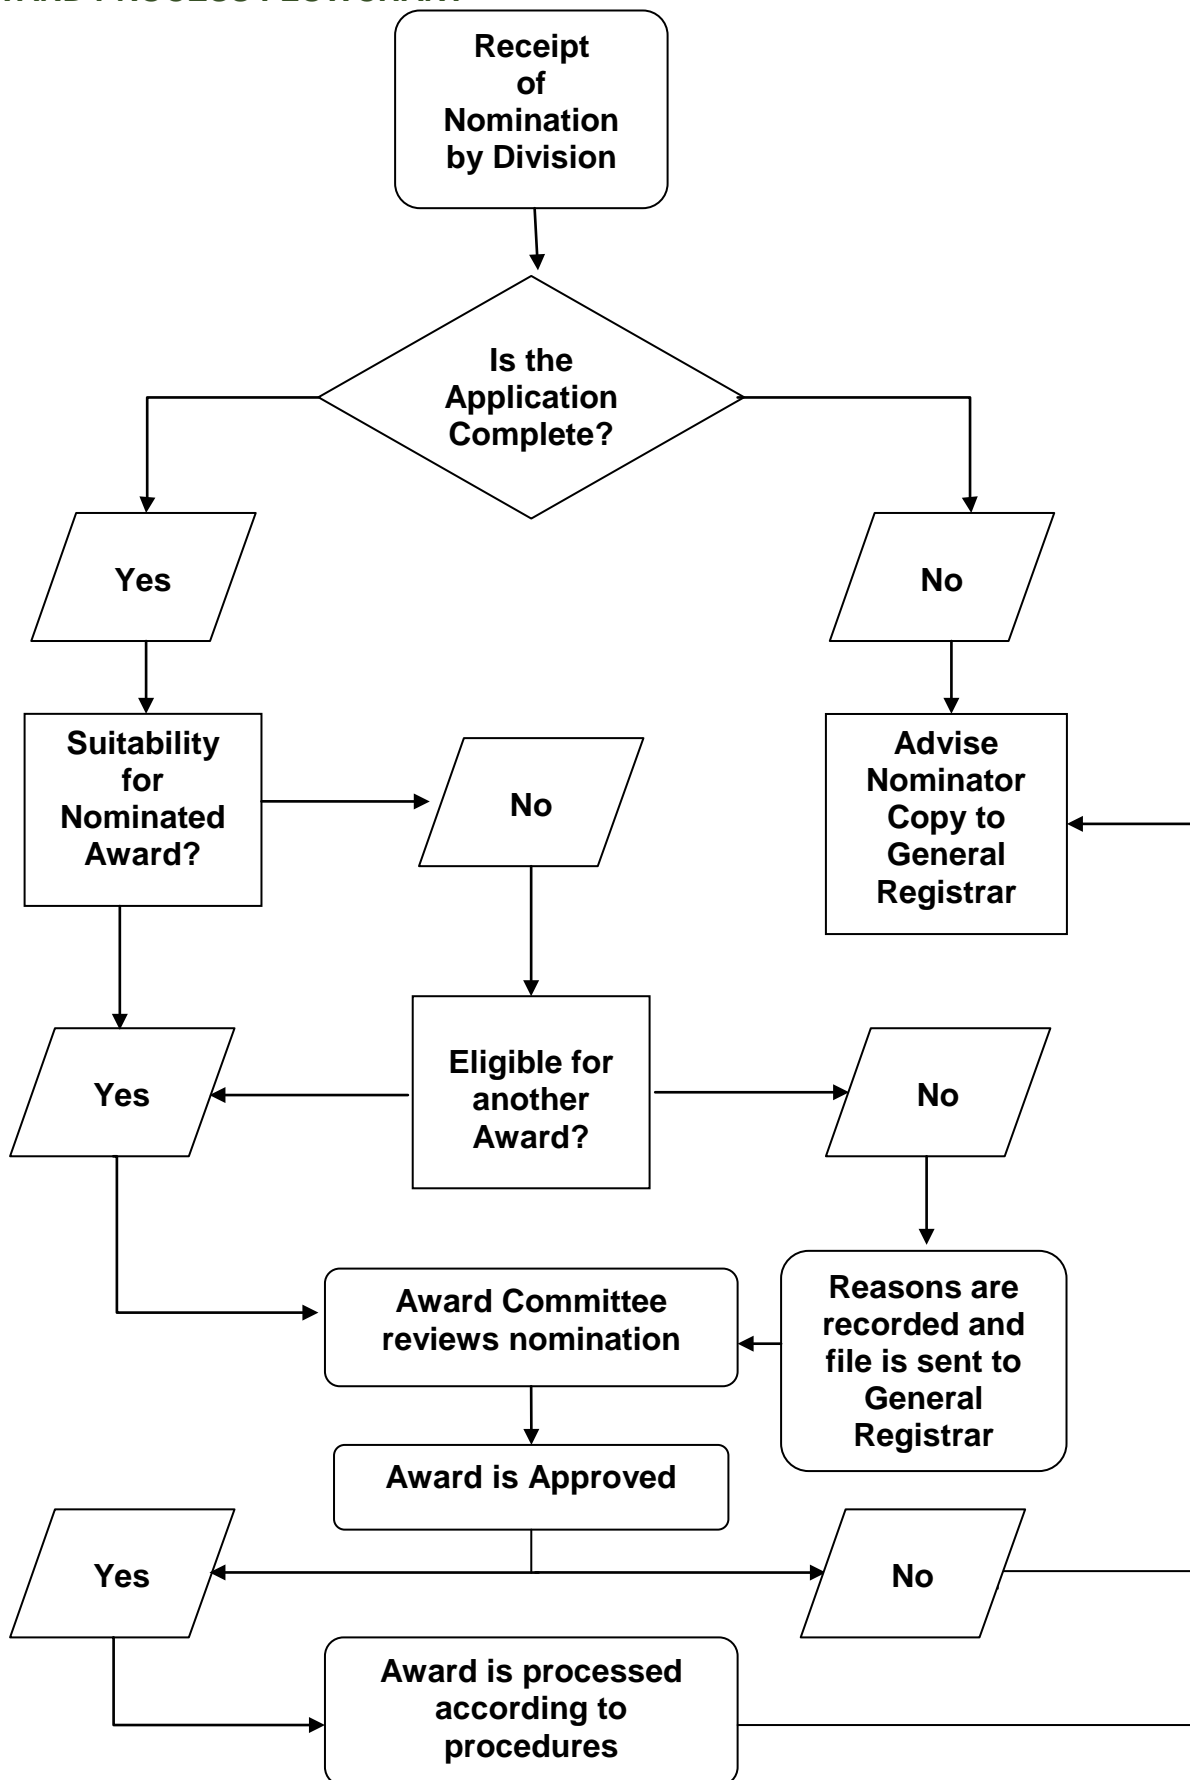 Receipt
of
Nomination
by Division
Is the
Application
Complete?
Yes
No
Suitability
for
Nominated
Award?
No
Advise
Nominator
Copy to
General
Registrar
Yes
Eligible for
another
Award?
No
Award Committee
reviews nomination
Reasons are
recorded and
file is sent to
General
Registrar
Award is Approved
Yes
No
Award is processed
according to
procedures